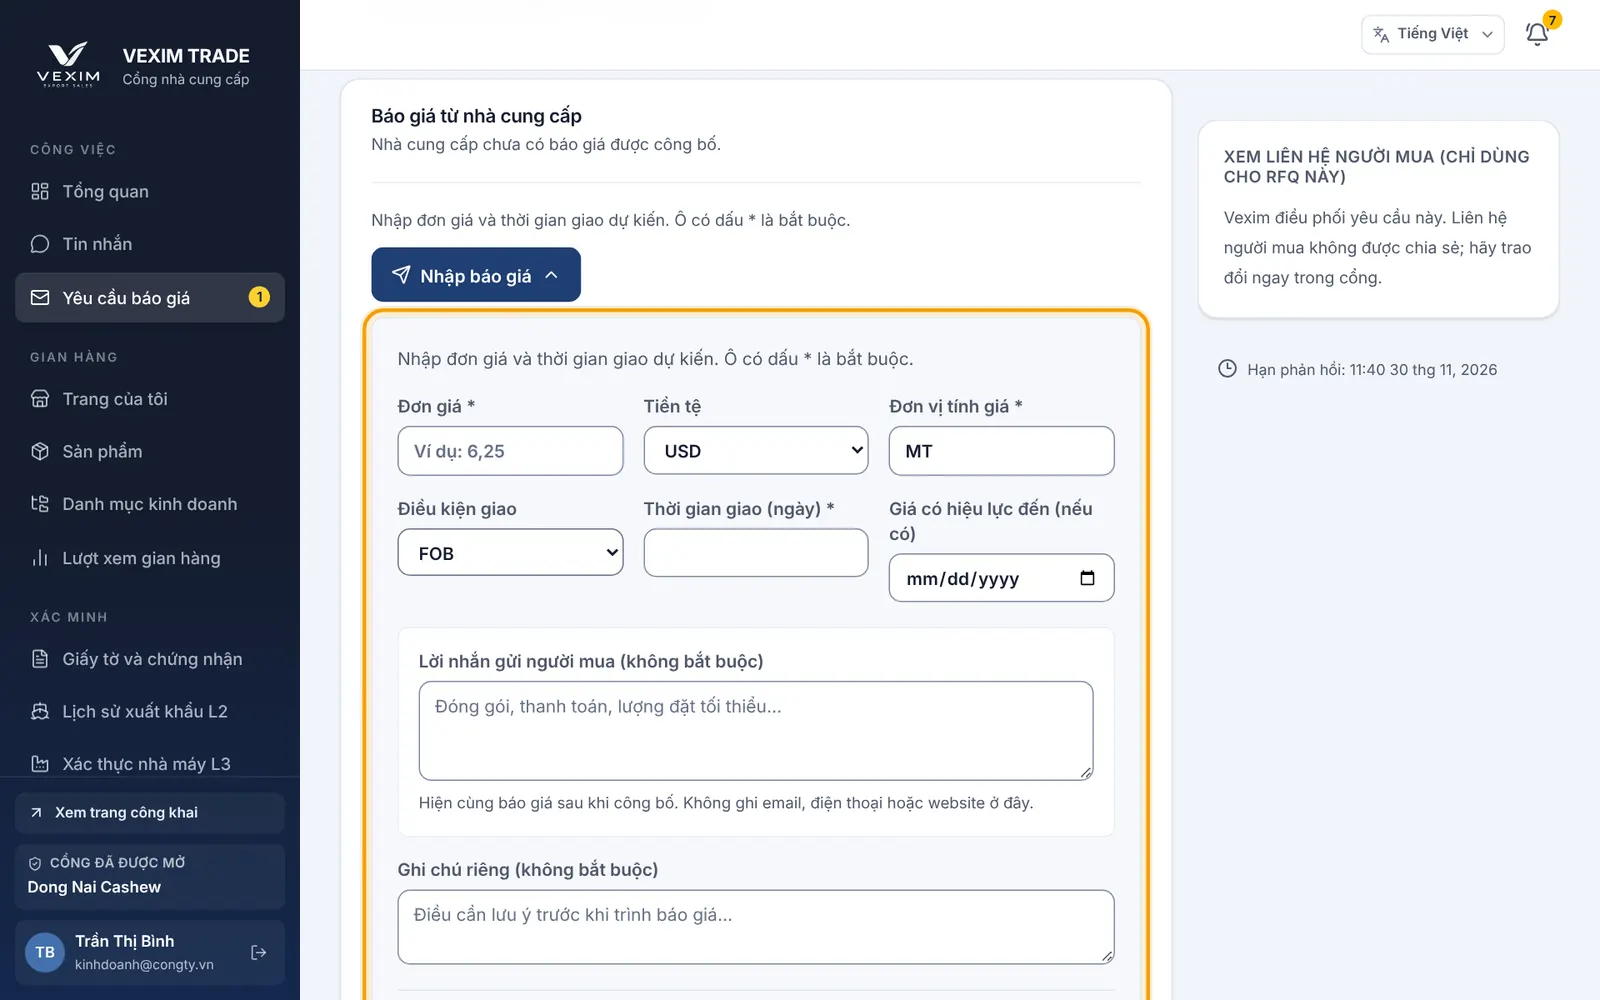 VEXIM
EXPORT SALES
VEXIM TRADE
Cổng nhà cung cấp
CÔNG VIỆC
Tổng quan
Tin nhắn
Yêu cầu báo giá
1
GIAN HÀNG
Trang của tôi
Sản phẩm
Danh mục kinh doanh
Lượt xem gian hàng
XÁC MINH
Giấy tờ và chứng nhận
Lịch sử xuất khẩu L2
Xác thực nhà máy L3
Xem trang công khai
CỔNG ĐÃ ĐƯỢC MỞ
Dong Nai Cashew
TB
Trần Thị Bình
kinhdoanh@congty.vn
Tiếng Việt
7
Báo giá từ nhà cung cấp
Nhà cung cấp chưa có báo giá được công bố.
Nhập đơn giá và thời gian giao dự kiến. Ô có dấu * là bắt buộc.
Nhập báo giá
Nhập đơn giá và thời gian giao dự kiến. Ô có dấu * là bắt buộc.
Đơn giá *
Tiền tệ
Đơn vị tính giá *
Ví dụ: 6,25
USD
MT
Điều kiện giao
Thời gian giao (ngày) *
Giá có hiệu lực đến (nếu
có)
FOB
mm/dd/yyyy
Lời nhắn gửi người mua (không bắt buộc)
Đóng gói, thanh toán, lượng đặt tối thiểu...
Hiện cùng báo giá sau khi công bố. Không ghi email, điện thoại hoặc website ở đây.
Ghi chú riêng (không bắt buộc)
Điều cần lưu ý trước khi trình báo giá...
XEM LIÊN HỆ NGƯỜI MUA (CHỈ DÙNG
CHO RFQ NÀY)
Vexim điều phối yêu cầu này. Liên hệ
người mua không được chia sẻ; hãy trao
đổi ngay trong cổng.
Hạn phản hồi: 11:40 30 thg 11, 2026